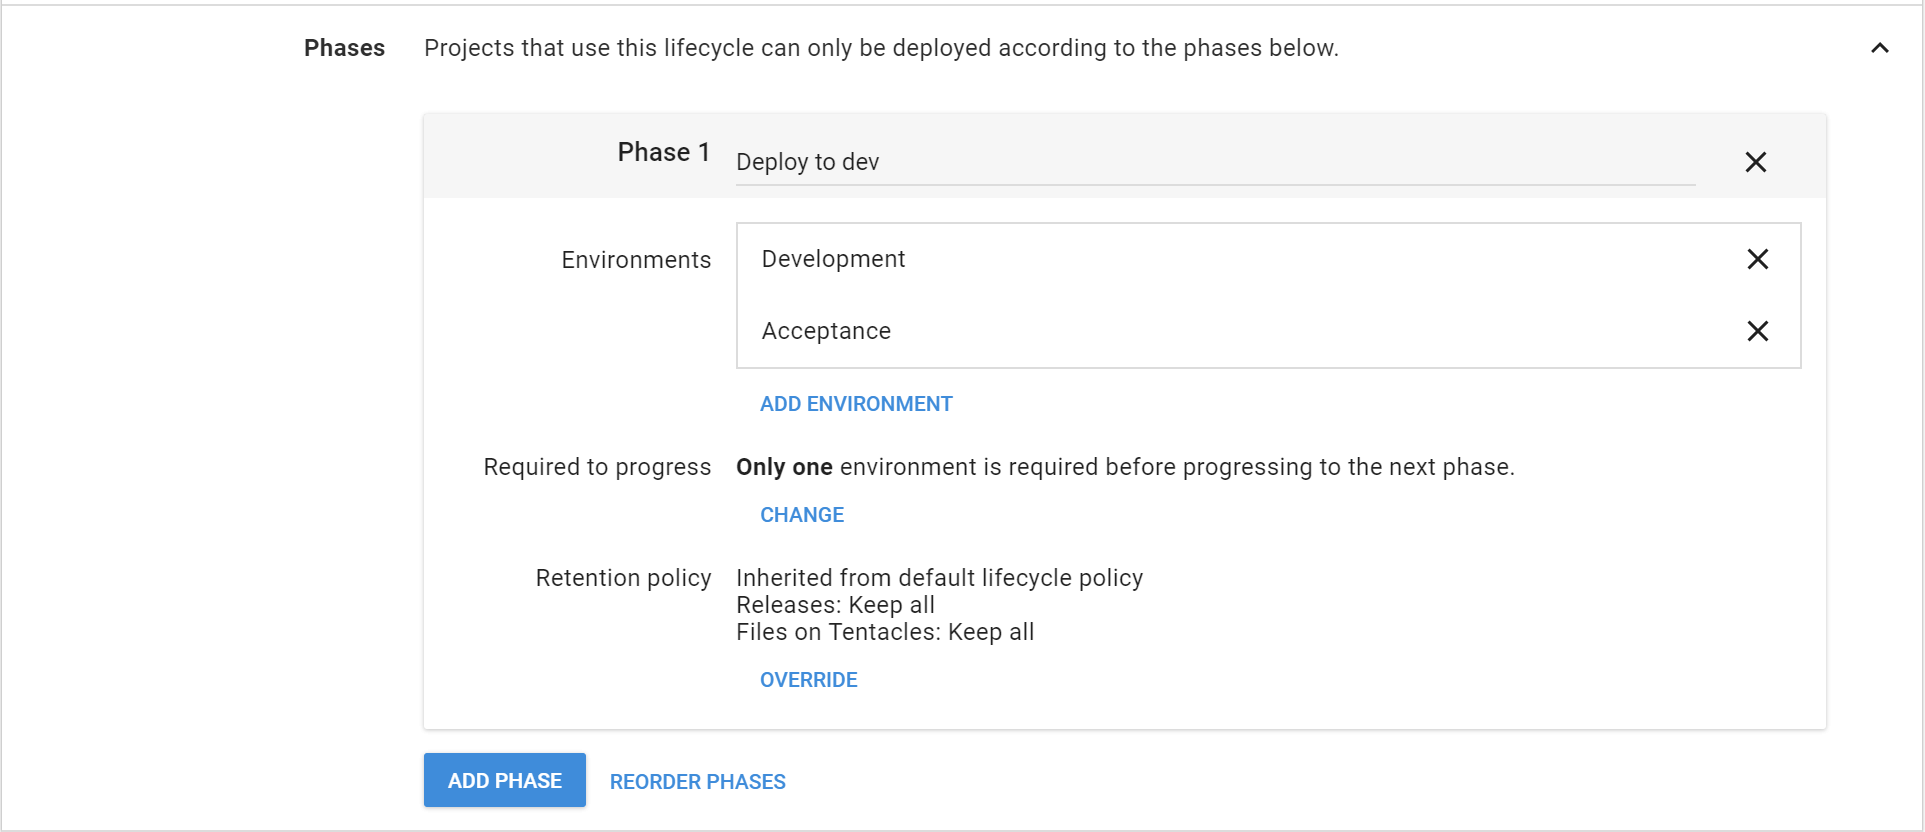 Phases Projects that use this lifecycle can only be deployed according to the phases below.
Phase 1 Deploy to dev
Environments Development
Acceptance
ADD ENVIRONMENT
Required to progress Only one environment is required before progressing to the next phase.
CHANGE
Retention policy Inherited from default lifecycle policy
Releases: Keep all
Files on Tentacles: Keep all
OVERRIDE
ADD PHASE REORDER PHASES